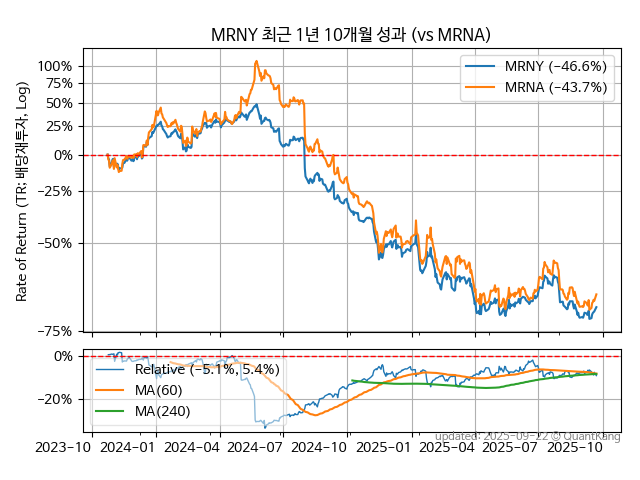 MRNY 최근 1년 10개월 성과 (vs MRNA)
Rate of Return (TR; 배당재투자, Log)
100%
75%
50%
25%
0%
−25%
−50%
−75%
MRNY (−46.6%)
MRNA (−43.7%)
0%
−20%
Relative (−5.1%, 5.4%)
MA(60)
MA(240)
updated: 2025-09-22 © QuantKang
2023-10 2024-01 2024-04 2024-07 2024-10 2025-01 2025-04 2025-07 2025-10